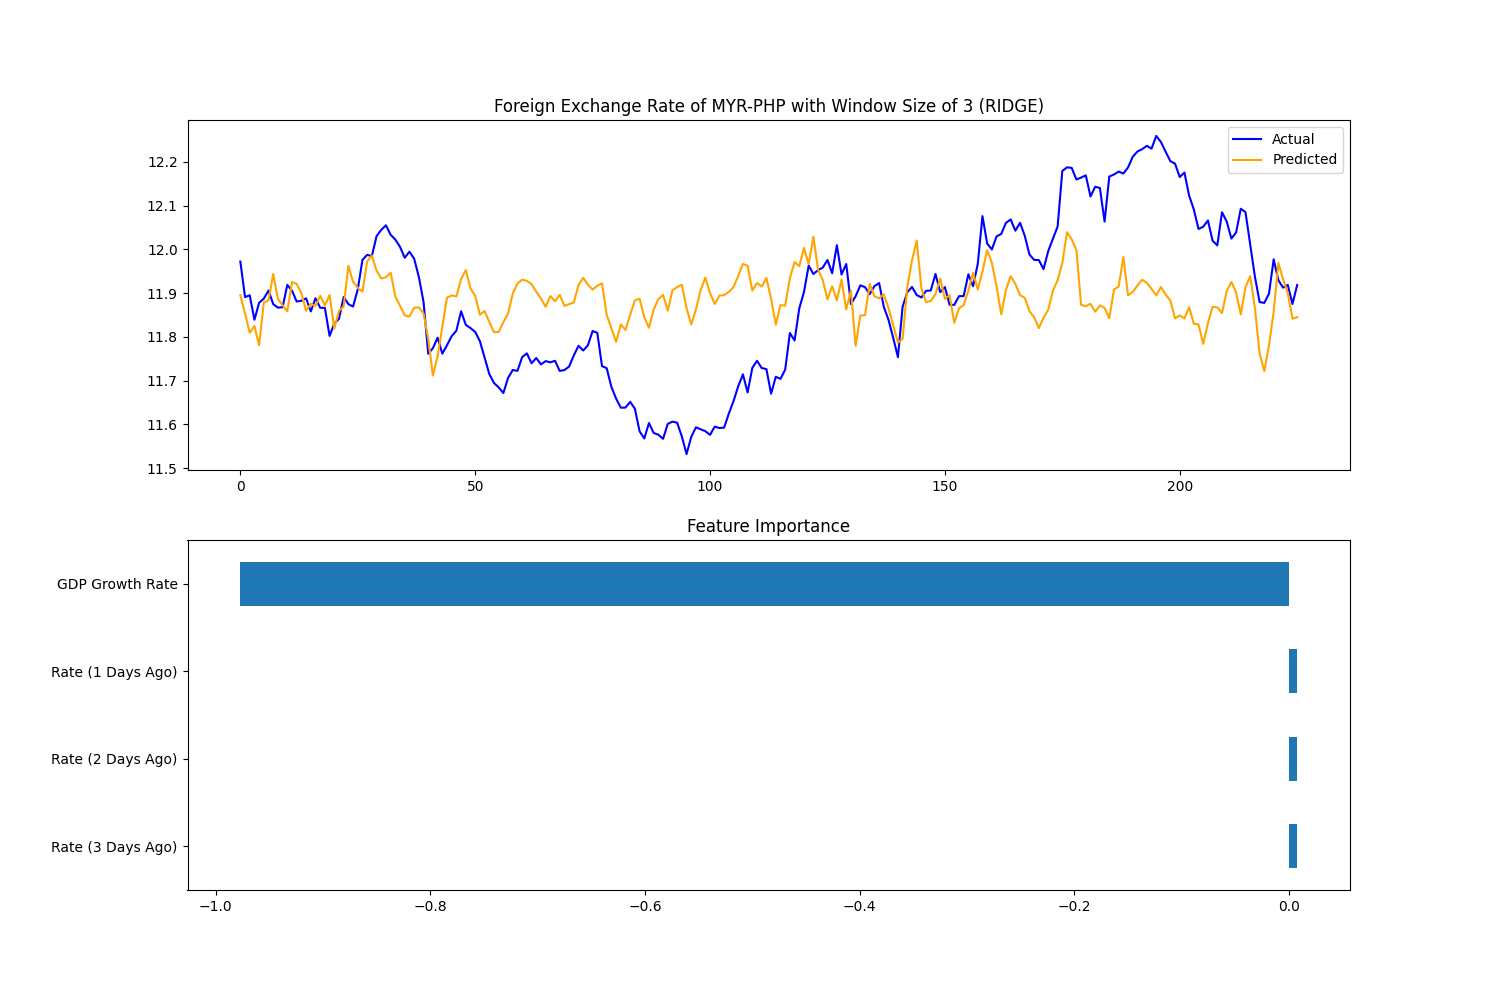 Foreign Exchange Rate of MYR-PHP with Window Size of 3 (RIDGE)
Actual
Predicted
12.2
12.1
12.0
11.9
11.8
11.7
11.6
11.5
0 50 100 150 200
Feature Importance
GDP Growth Rate
Rate (1 Days Ago)
Rate (2 Days Ago)
Rate (3 Days Ago)
−1.0 −0.8 −0.6 −0.4 −0.2 0.0